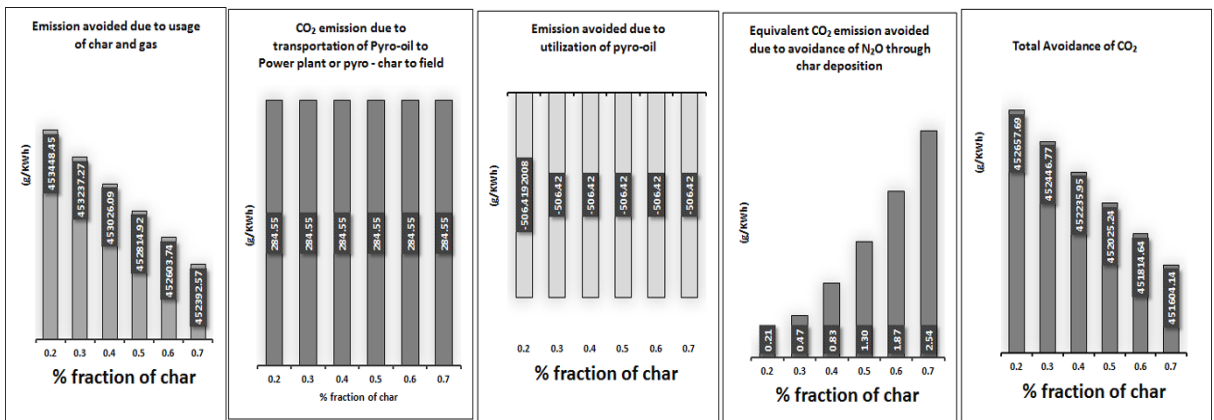 Emission avoided due to usage
of char and gas
(g/KWh)
453448.45
453237.27
453026.09
452814.92
452603.74
452392.57
0.2 0.3 0.4 0.5 0.6 0.7
% fraction of char
CO₂ emission due to
transportation of Pyro-oil to
Power plant or pyro - char to field
(g/KWh)
284.55
284.55
284.55
284.55
284.55
284.55
0.2 0.3 0.4 0.5 0.6 0.7
% fraction of char
Emission avoided due to
utilization of pyro-oil
(g/KWh)
-506.4192008
-506.42
-506.42
-506.42
-506.42
-506.42
0.2 0.3 0.4 0.5 0.6 0.7
% fraction of char
Equivalent CO₂ emission avoided
due to avoidance of N₂O through
char deposition
(g/KWh)
0.21
0.47
0.83
1.30
1.87
2.54
0.2 0.3 0.4 0.5 0.6 0.7
% fraction of char
Total Avoidance of CO₂
(g/KWh)
452657.69
452446.77
452235.95
452025.24
451814.64
451604.14
0.2 0.3 0.4 0.5 0.6 0.7
% fraction of char